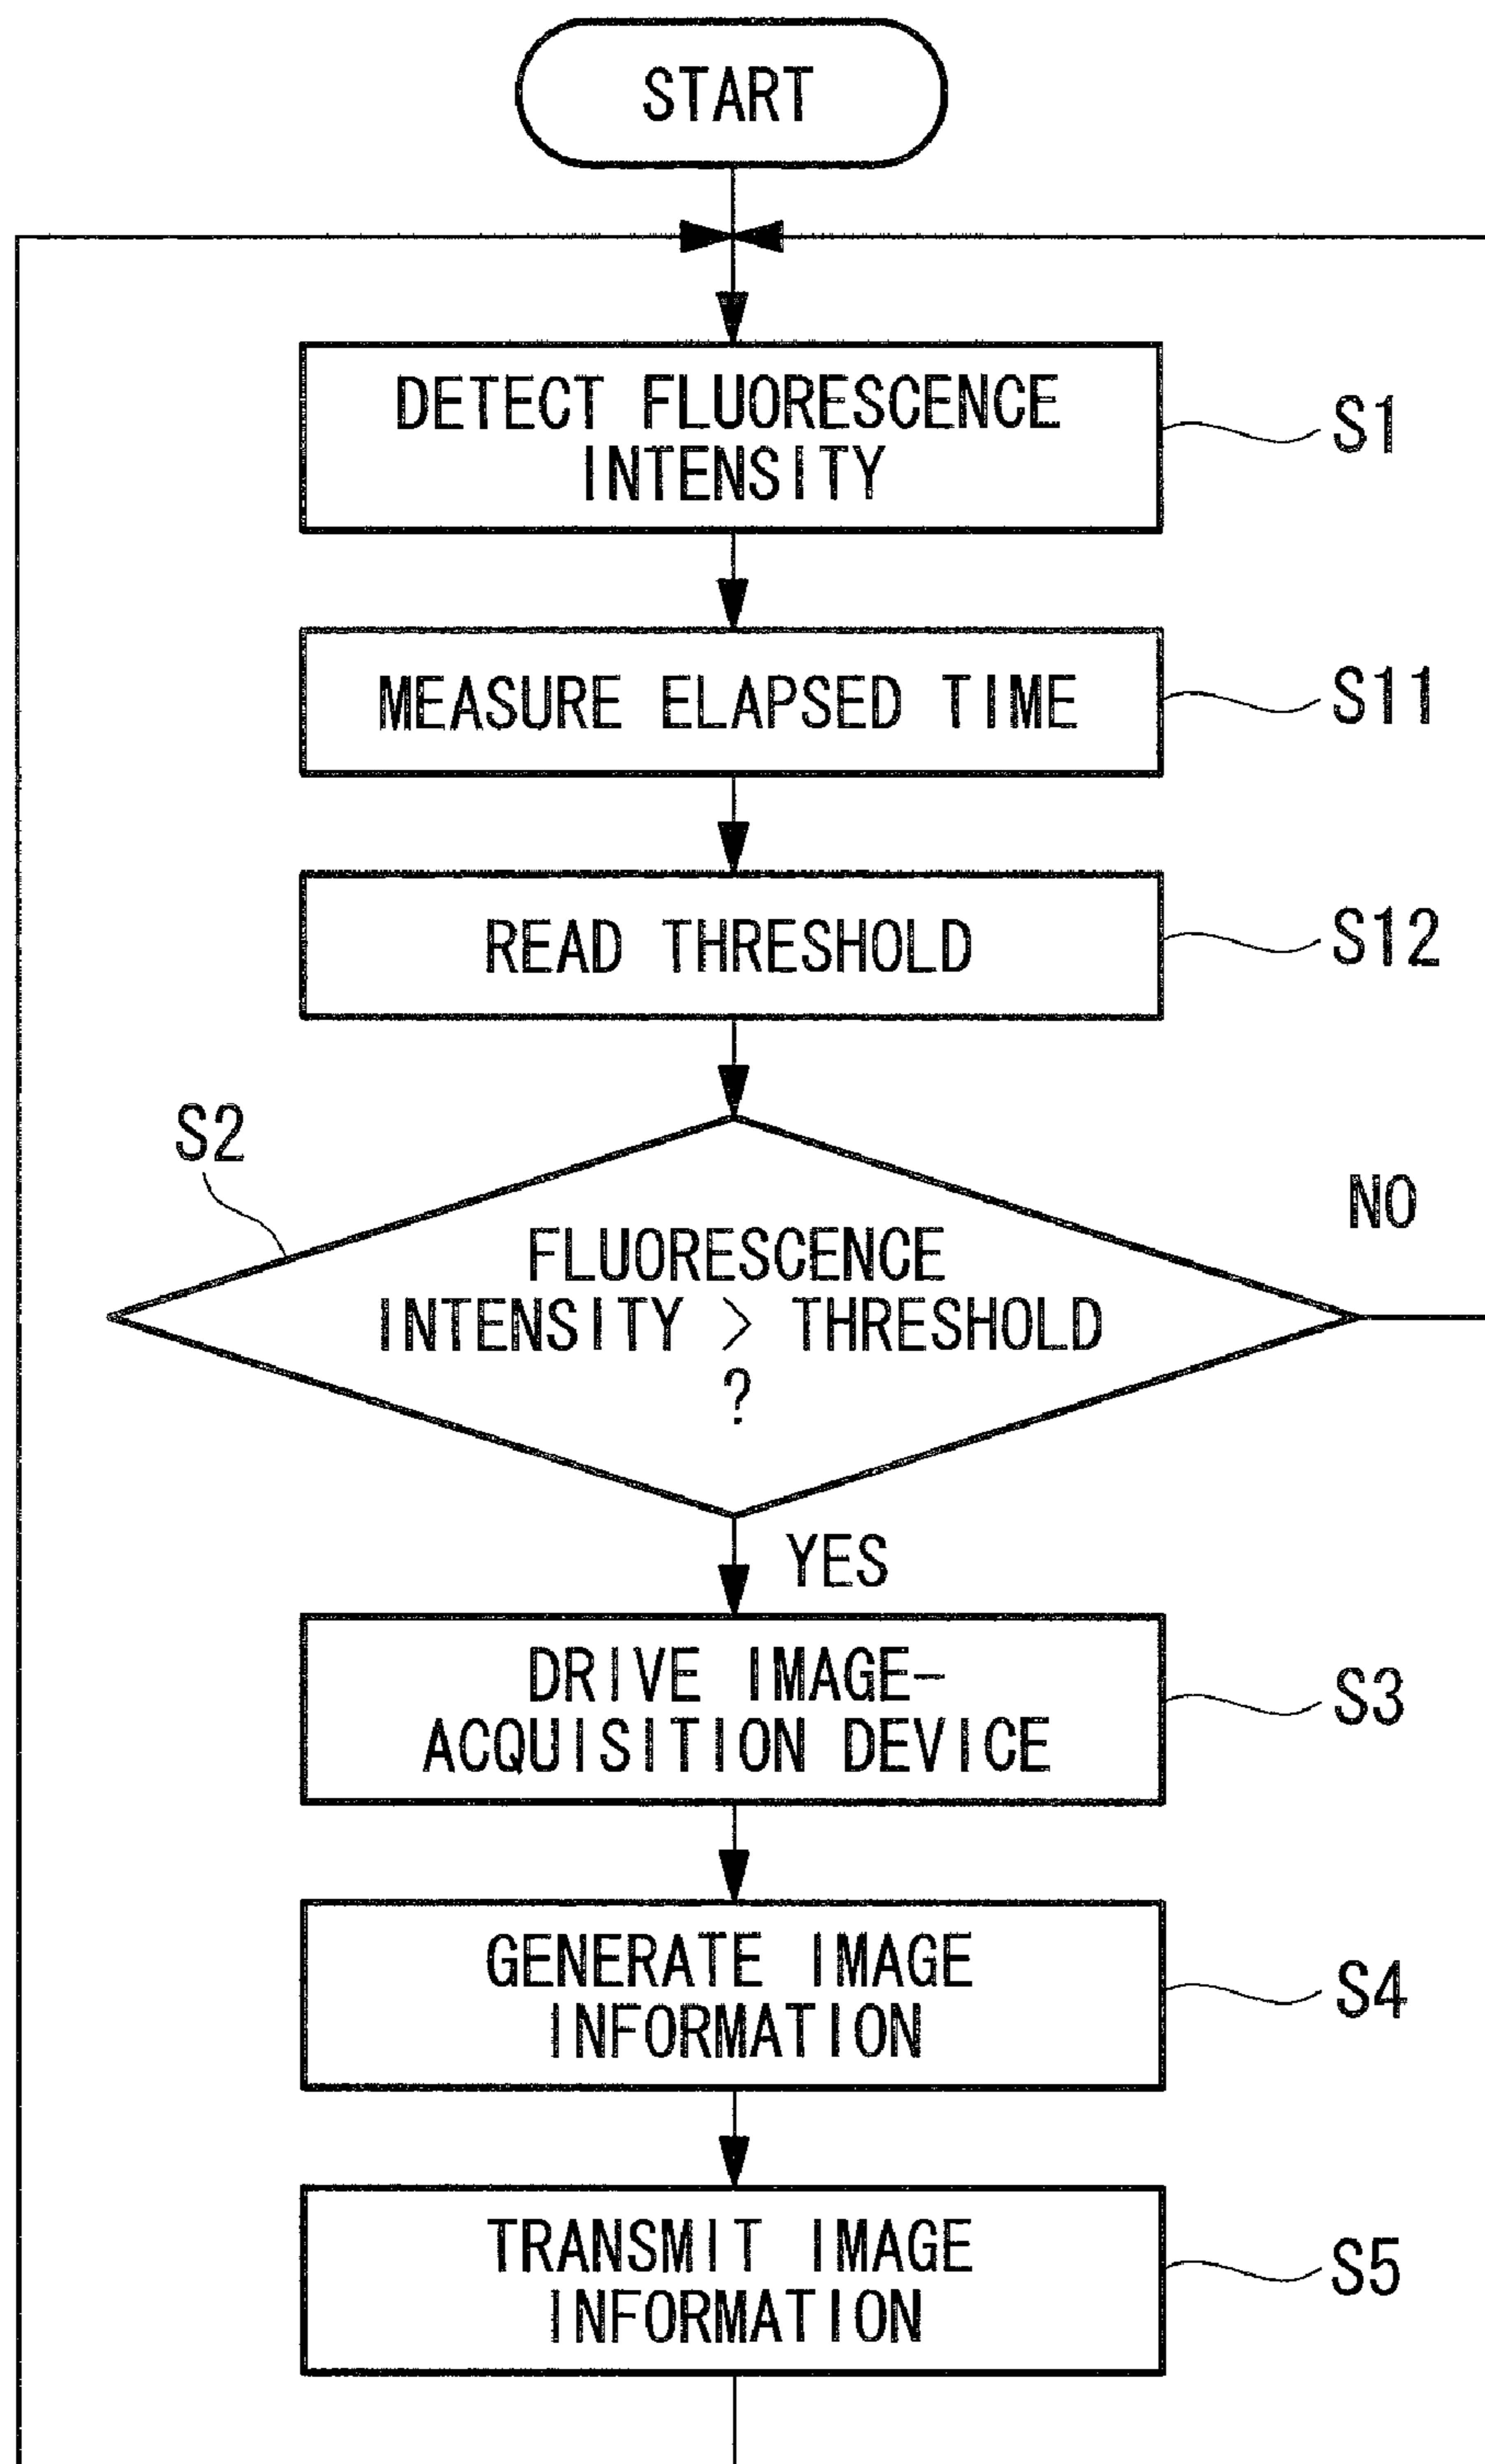 START
DETECT FLUORESCENCE
INTENSITY
S1
MEASURE ELAPSED TIME
S11
READ THRESHOLD
S12
S2
FLUORESCENCE
INTENSITY > THRESHOLD
?
NO
YES
DRIVE IMAGE-
ACQUISITION DEVICE
S3
GENERATE IMAGE
INFORMATION
S4
TRANSMIT IMAGE
INFORMATION
S5